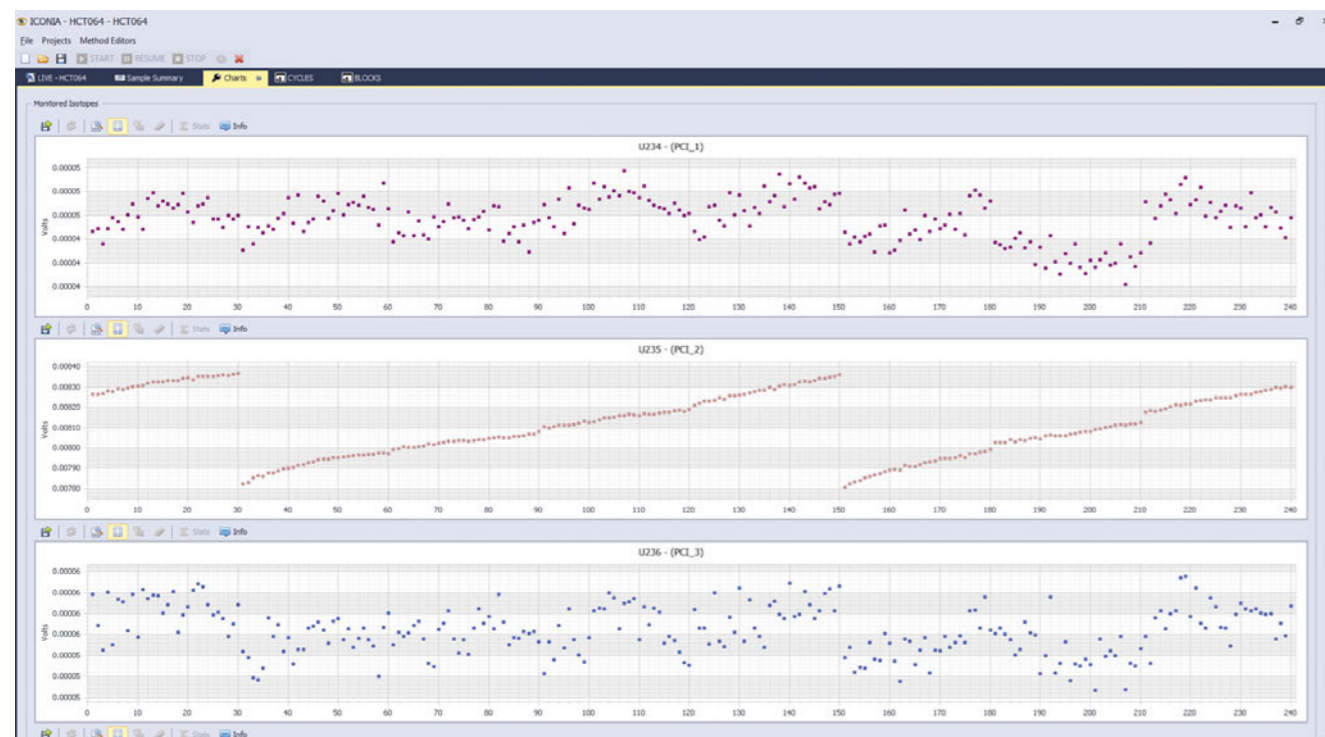 ICONIA - HCT064 - HCT064
File Projects Method Editors
START RESUME STOP
LIVE - HCT064 Sample Summary Charts CYCLES BLOCKS
Monitored Isotopes
Stats Info
U234 - (PCI_1)
0.00005
0.00005
0.00005
0.00004
0.00004
0.00004
Volts
0 10 20 30 40 50 60 70 80 90 100 110 120 130 140 150 160 170 180 190 200 210 220 230 240
Stats Info
U235 - (PCI_2)
0.00840
0.00830
0.00820
0.00810
0.00800
0.00790
0.00780
Volts
0 10 20 30 40 50 60 70 80 90 100 110 120 130 140 150 160 170 180 190 200 210 220 230 240
Stats Info
U236 - (PCI_3)
0.00006
0.00006
0.00006
0.00006
0.00005
0.00005
0.00005
Volts
0 10 20 30 40 50 60 70 80 90 100 110 120 130 140 150 160 170 180 190 200 210 220 230 240
Stats Info